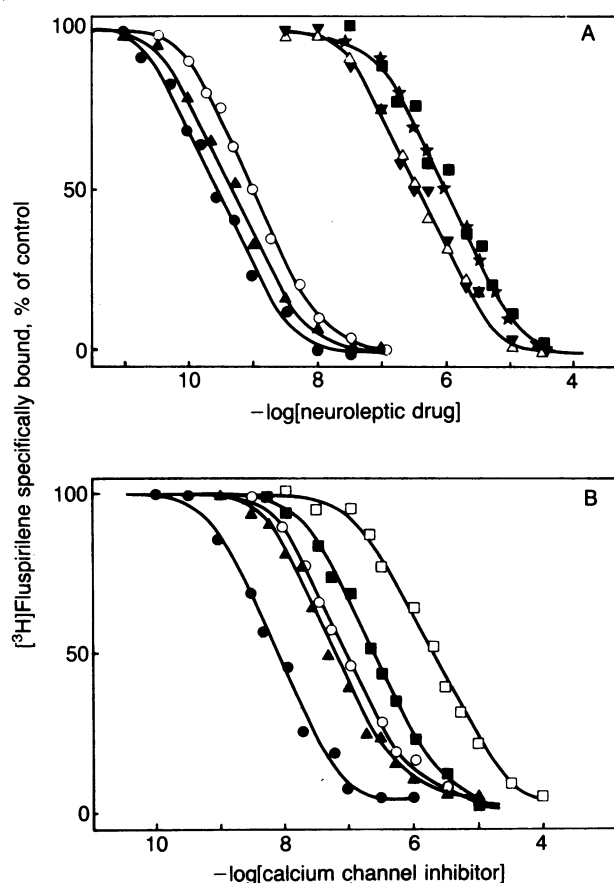 100
A
50
0
10
8
6
4
−log[neuroleptic drug]
[³H]Fluspirilene specifically bound, % of control
100
B
50
0
10
8
6
4
−log[calcium channel inhibitor]